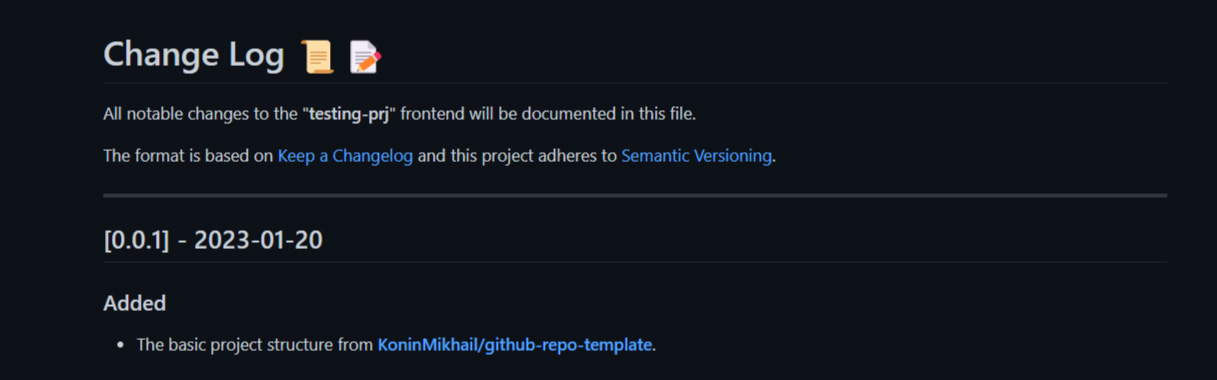 Change Log 📜 📝
All notable changes to the "testing-prj" frontend will be documented in this file.
The format is based on Keep a Changelog and this project adheres to Semantic Versioning.
[0.0.1] - 2023-01-20
Added
• The basic project structure from KoninMikhail/github-repo-template.